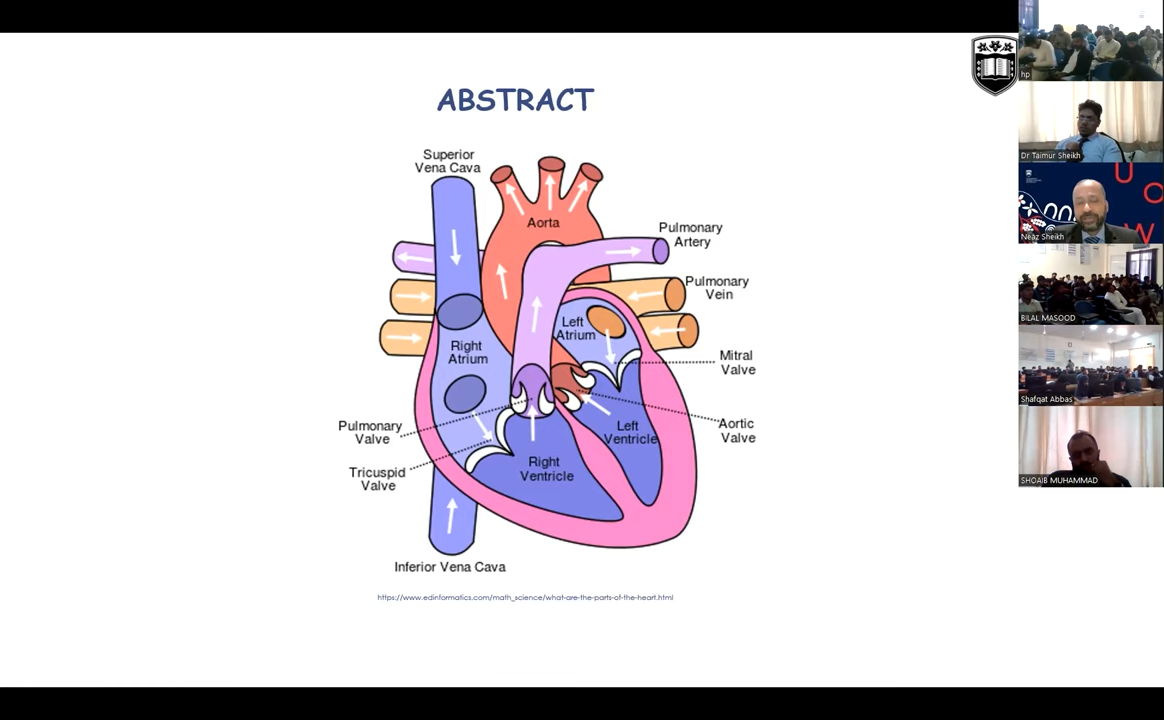 ABSTRACT
Superior
Vena Cava
Aorta
Pulmonary
Artery
Pulmonary
Vein
Left
Atrium
Right
Atrium
Mitral
Valve
Pulmonary
Valve
Left
Ventricle
Aortic
Valve
Tricuspid
Valve
Right
Ventricle
Inferior Vena Cava
https://www.edinformatics.com/math_science/what-are-the-parts-of-the-heart.html
hp
Dr Taimur Sheikh
U
O
W
Neaz Sheikh
BILAL MASOOD
Shafqat Abbas
SHOAIB MUHAMMAD